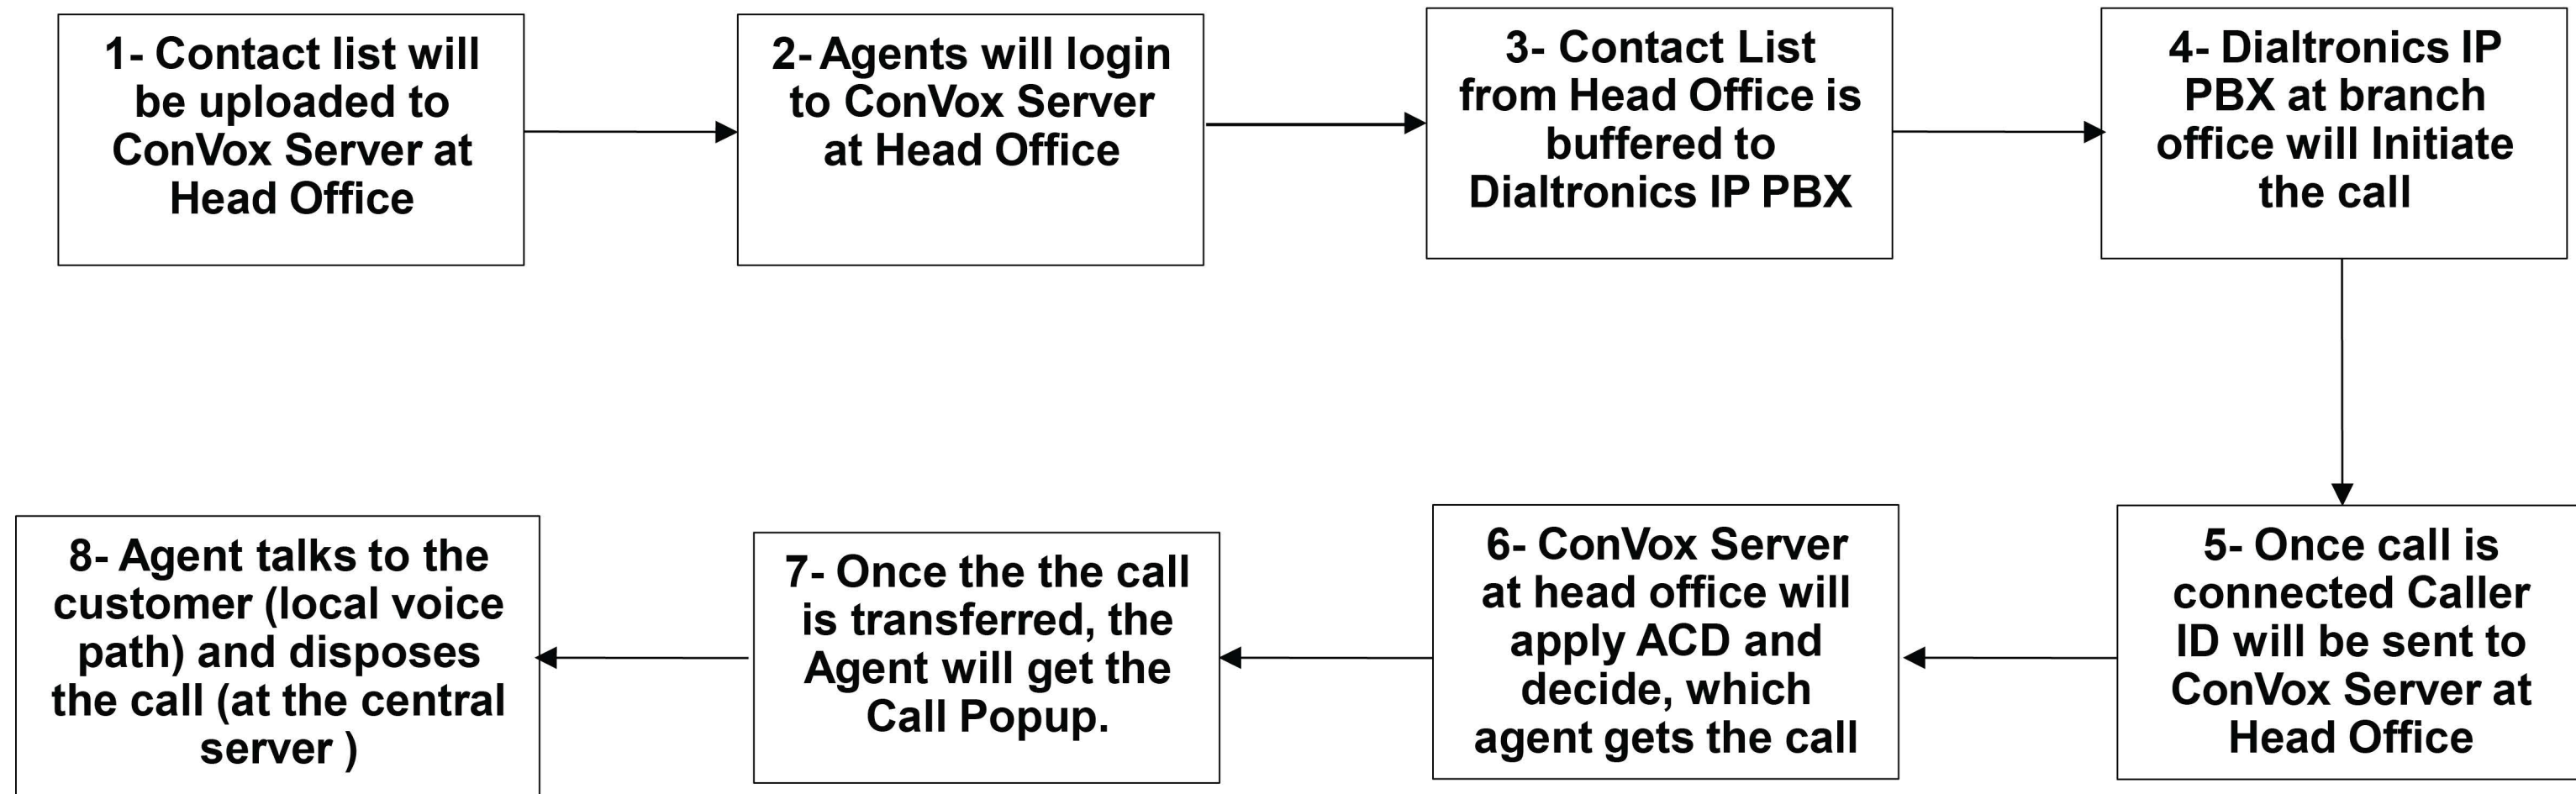 1- Contact list will
be uploaded to
ConVox Server at
Head Office
2- Agents will login
to ConVox Server
at Head Office
3- Contact List
from Head Office is
buffered to
Dialtronics IP PBX
4- Dialtronics IP
PBX at branch
office will Initiate
the call
5- Once call is
connected Caller
ID will be sent to
ConVox Server at
Head Office
6- ConVox Server
at head office will
apply ACD and
decide, which
agent gets the call
7- Once the the call
is transferred, the
Agent will get the
Call Popup.
8- Agent talks to the
customer (local voice
path) and disposes
the call (at the central
server )